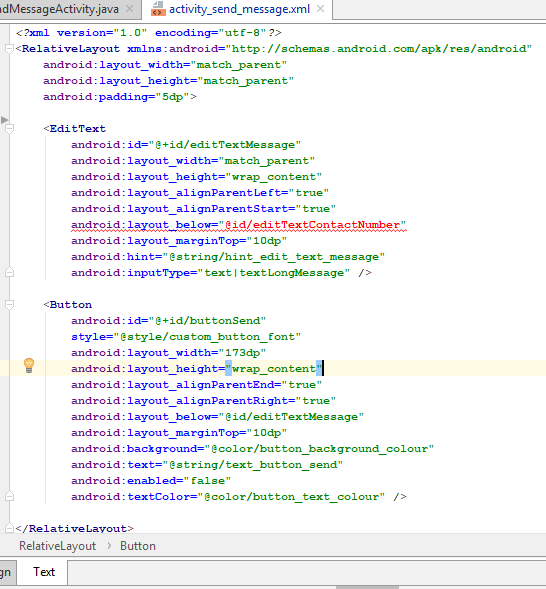 ndMessageActivity.java × activity_send_message.xml ×
<?xml version="1.0" encoding="utf-8"?>
<RelativeLayout xmlns:android="http://schemas.android.com/apk/res/android"
    android:layout_width="match_parent"
    android:layout_height="match_parent"
    android:padding="5dp">

    <EditText
        android:id="@+id/editTextMessage"
        android:layout_width="match_parent"
        android:layout_height="wrap_content"
        android:layout_alignParentLeft="true"
        android:layout_alignParentStart="true"
        android:layout_below="@id/editTextContactNumber"
        android:layout_marginTop="10dp"
        android:hint="@string/hint_edit_text_message"
        android:inputType="text|textLongMessage" />

    <Button
        android:id="@+id/buttonSend"
        style="@style/custom_button_font"
        android:layout_width="173dp"
        android:layout_height="wrap_content"
        android:layout_alignParentEnd="true"
        android:layout_alignParentRight="true"
        android:layout_below="@id/editTextMessage"
        android:layout_marginTop="10dp"
        android:background="@color/button_background_colour"
        android:text="@string/text_button_send"
        android:enabled="false"
        android:textColor="@color/button_text_colour" />

</RelativeLayout>
RelativeLayout › Button
gn Text